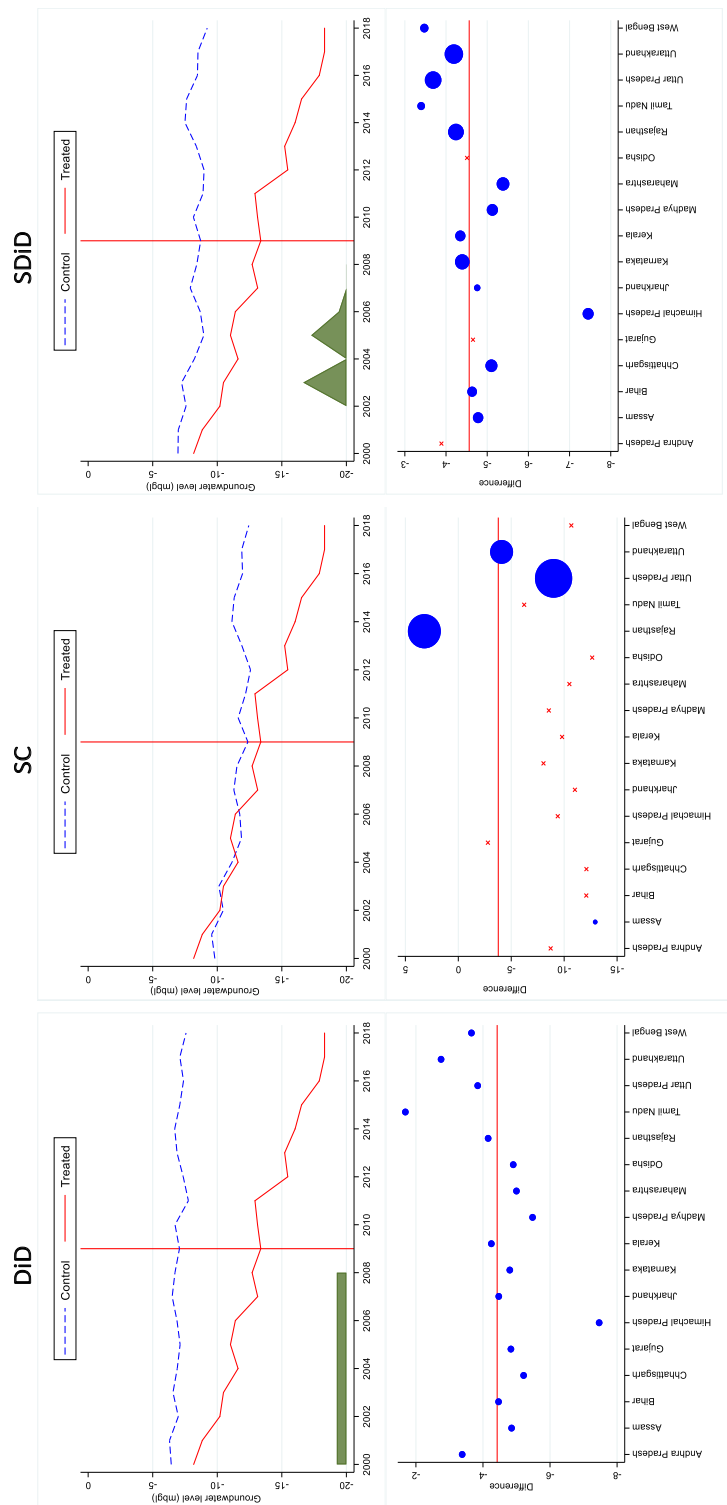 DiD
Control Treated
Groundwater level (mbgl)
0
-5
-10
-15
-20
2000 2002 2004 2006 2008 2010 2012 2014 2016 2018
Difference
-2
-4
-6
-8
Andhra Pradesh
Assam
Bihar
Chhattisgarh
Gujarat
Himachal Pradesh
Jharkhand
Karnataka
Kerala
Madhya Pradesh
Maharashtra
Odisha
Rajasthan
Tamil Nadu
Uttar Pradesh
Uttarakhand
West Bengal
SC
Control Treated
Groundwater level (mbgl)
0
-5
-10
-15
-20
2000 2002 2004 2006 2008 2010 2012 2014 2016 2018
Difference
5
0
-5
-10
-15
Andhra Pradesh
Assam
Bihar
Chhattisgarh
Gujarat
Himachal Pradesh
Jharkhand
Karnataka
Kerala
Madhya Pradesh
Maharashtra
Odisha
Rajasthan
Tamil Nadu
Uttar Pradesh
Uttarakhand
West Bengal
SDiD
Control Treated
Groundwater level (mbgl)
0
-5
-10
-15
-20
2000 2002 2004 2006 2008 2010 2012 2014 2016 2018
Difference
-3
-4
-5
-6
-7
-8
Andhra Pradesh
Assam
Bihar
Chhattisgarh
Gujarat
Himachal Pradesh
Jharkhand
Karnataka
Kerala
Madhya Pradesh
Maharashtra
Odisha
Rajasthan
Tamil Nadu
Uttar Pradesh
Uttarakhand
West Bengal